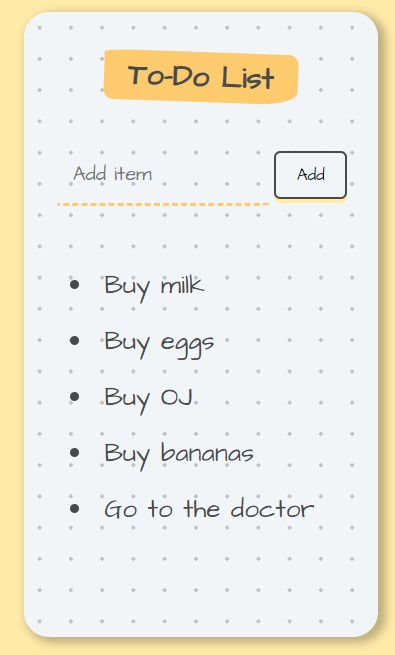 To-Do List
Add item
Add
Buy milk
Buy eggs
Buy OJ
Buy bananas
Go to the doctor